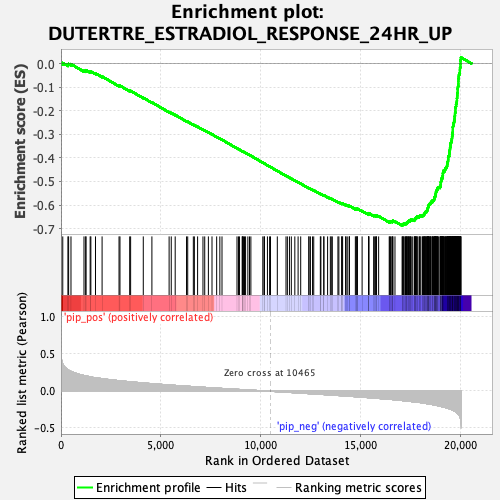 Enrichment plot:
DUTERTRE_ESTRADIOL_RESPONSE_24HR_UP
Enrichment score (ES)
0.0
-0.1
-0.2
-0.3
-0.4
-0.5
-0.6
-0.7
Ranked list metric (Pearson)
1.0
0.5
0.0
-0.5
'pip_pos' (positively correlated)
Zero cross at 10465
'pip_neg' (negatively correlated)
0
5,000
10,000
15,000
20,000
Rank in Ordered Dataset
Enrichment profile
Hits
Ranking metric scores